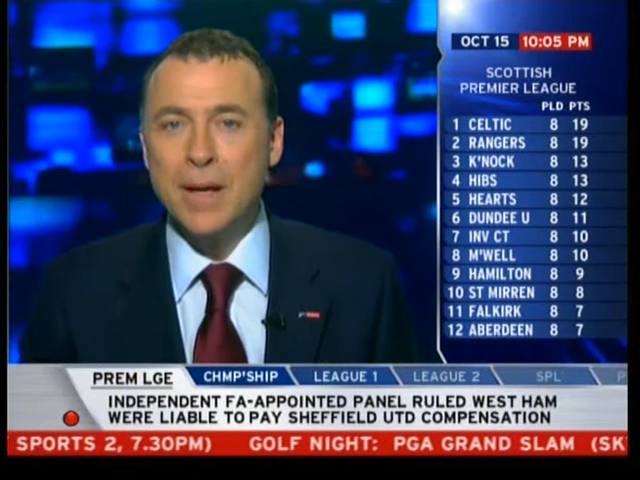 OCT 15 10:05 PM
SCOTTISH
PREMIER LEAGUE
PLD PTS
1 CELTIC 8 19
2 RANGERS 8 19
3 K'NOCK 8 13
4 HIBS 8 13
5 HEARTS 8 12
6 DUNDEE U 8 11
7 INV CT 8 10
8 M'WELL 8 10
9 HAMILTON 8 9
10 ST MIRREN 8 8
11 FALKIRK 8 7
12 ABERDEEN 8 7
PREM LGE CHMP'SHIP LEAGUE 1 LEAGUE 2 SPL P
INDEPENDENT FA-APPOINTED PANEL RULED WEST HAM
WERE LIABLE TO PAY SHEFFIELD UTD COMPENSATION
SPORTS 2, 7.30PM) GOLF NIGHT: PGA GRAND SLAM (SK